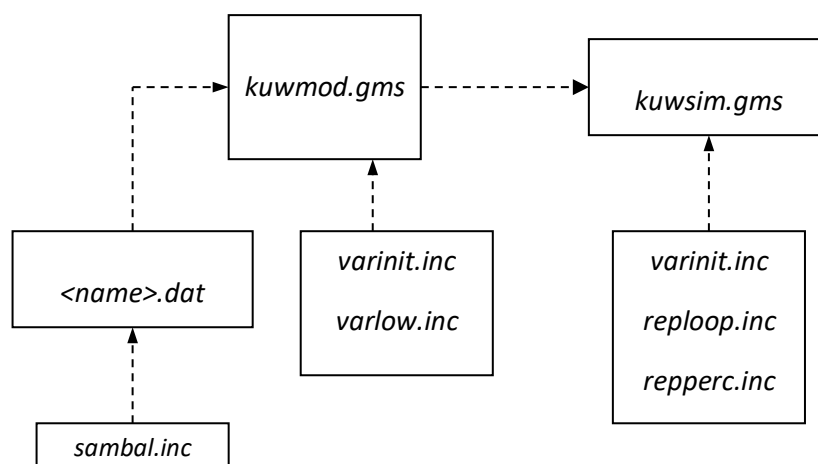 kuwmod.gms
kuwsim.gms
<name>.dat
varinit.inc
varlow.inc
varinit.inc
reploop.inc
repperc.inc
sambal.inc